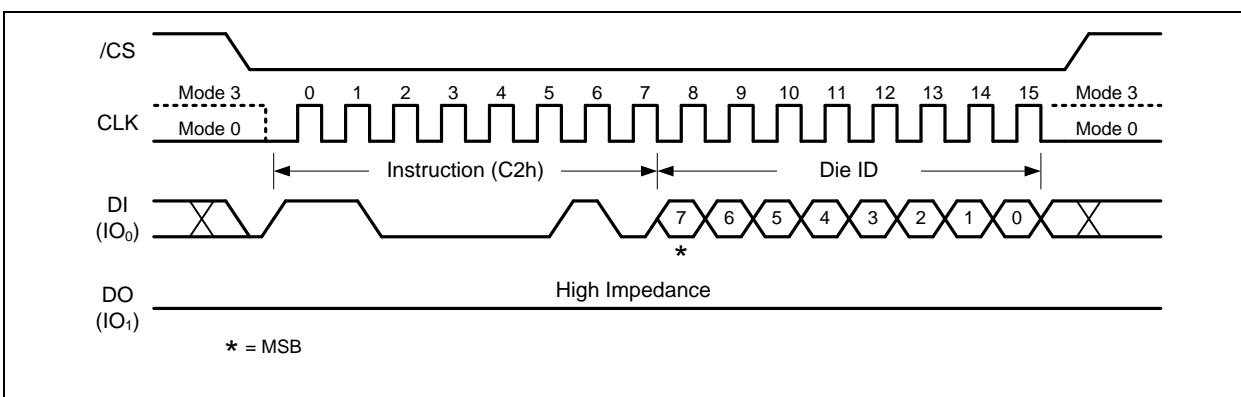 /CS
Mode 3 0 1 2 3 4 5 6 7 8 9 10 11 12 13 14 15 Mode 3
CLK
Mode 0 Mode 0
Instruction (C2h) Die ID
DI
(IO₀)
7 6 5 4 3 2 1 0
*
High Impedance
DO
(IO₁)
* = MSB